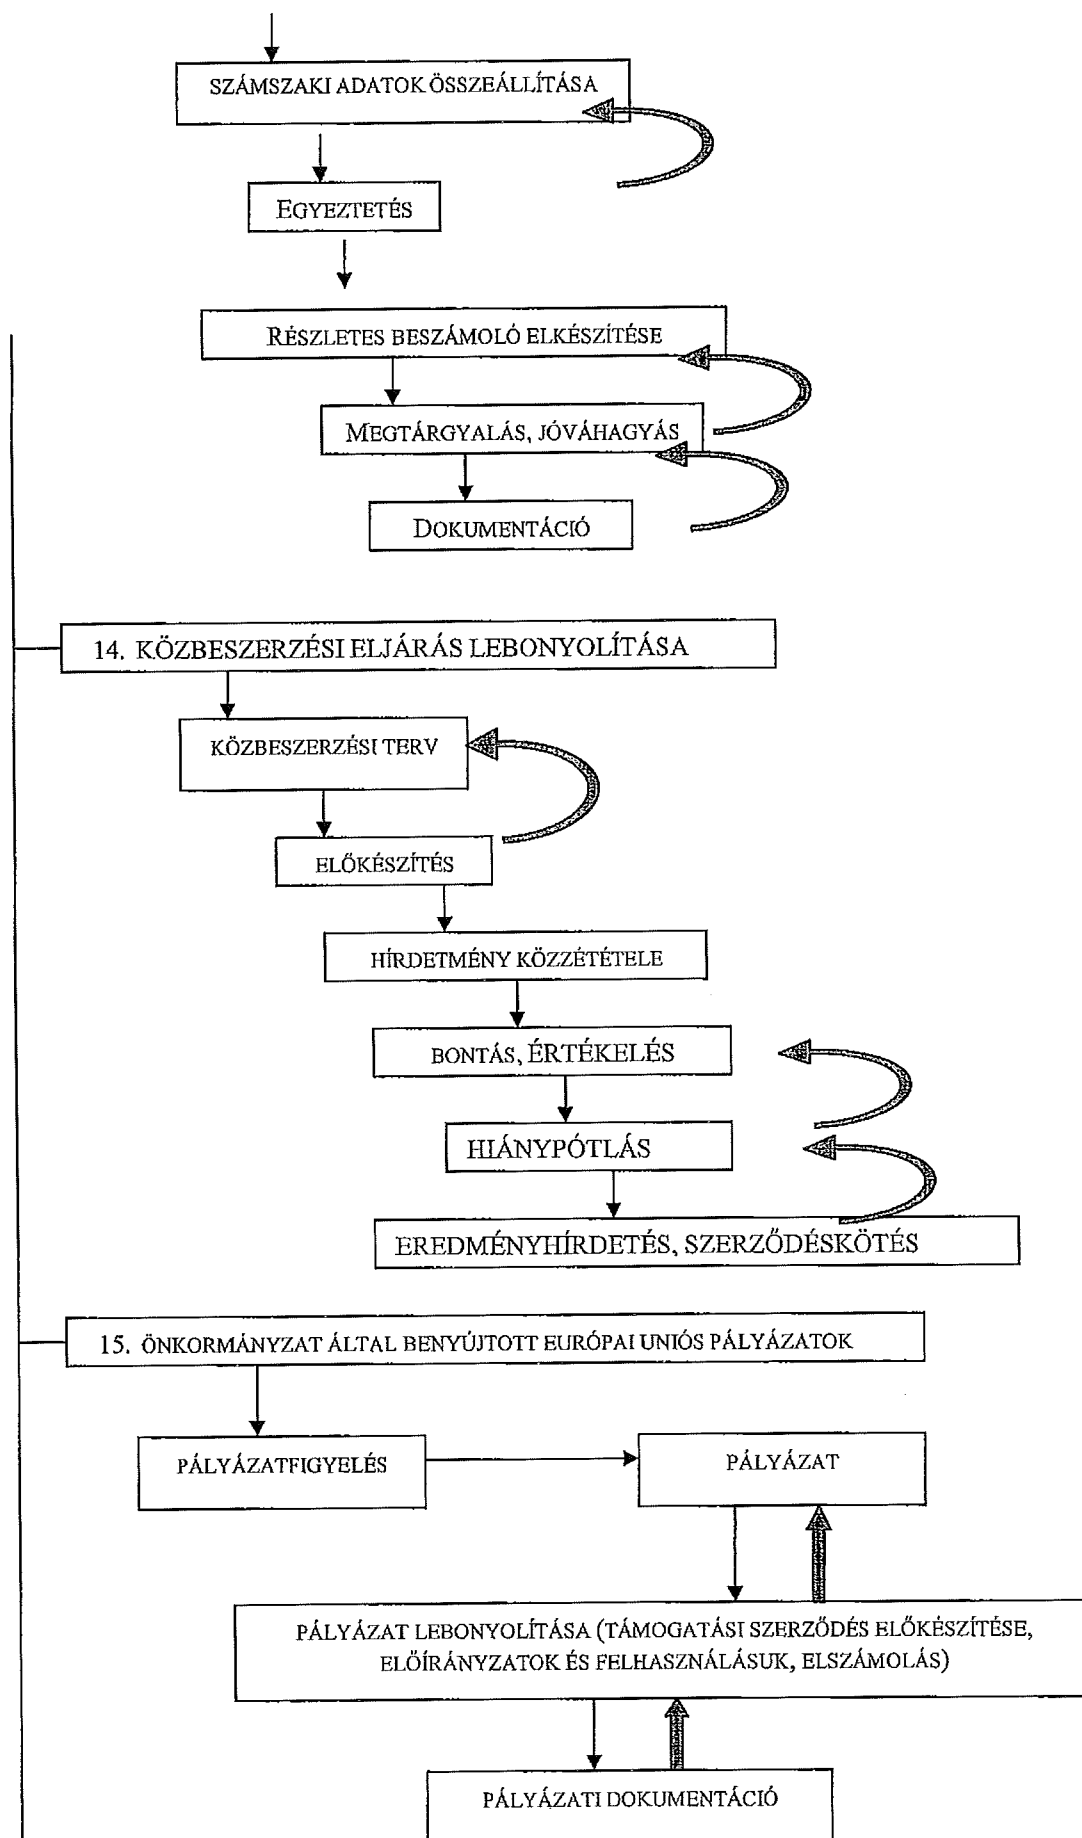 SZÁMSZAKI ADATOK ÖSSZEÁLLÍTÁSA
EGYEZTETÉS
RÉSZLETES BESZÁMOLÓ ELKÉSZÍTÉSE
MEGTÁRGYALÁS, JÓVÁHAGYÁS
DOKUMENTÁCIÓ
14. KÖZBESZERZÉSI ELJÁRÁS LEBONYOLÍTÁSA
KÖZBESZERZÉSI TERV
ELŐKÉSZÍTÉS
HÍRDETMÉNY KÖZZÉTÉTELE
BONTÁS, ÉRTÉKELÉS
HIÁNYPÓTLÁS
EREDMÉNYHÍRDETÉS, SZERZŐDÉSKÖTÉS
15. ÖNKORMÁNYZAT ÁLTAL BENYÚJTOTT EURÓPAI UNIÓS PÁLYÁZATOK
PÁLYÁZATFIGYELÉS
PÁLYÁZAT
PÁLYÁZAT LEBONYOLÍTÁSA (TÁMOGATÁSI SZERZŐDÉS ELŐKÉSZÍTÉSE,
ELŐÍRÁNYZATOK ÉS FELHASZNÁLÁSUK, ELSZÁMOLÁS)
PÁLYÁZATI DOKUMENTÁCIÓ